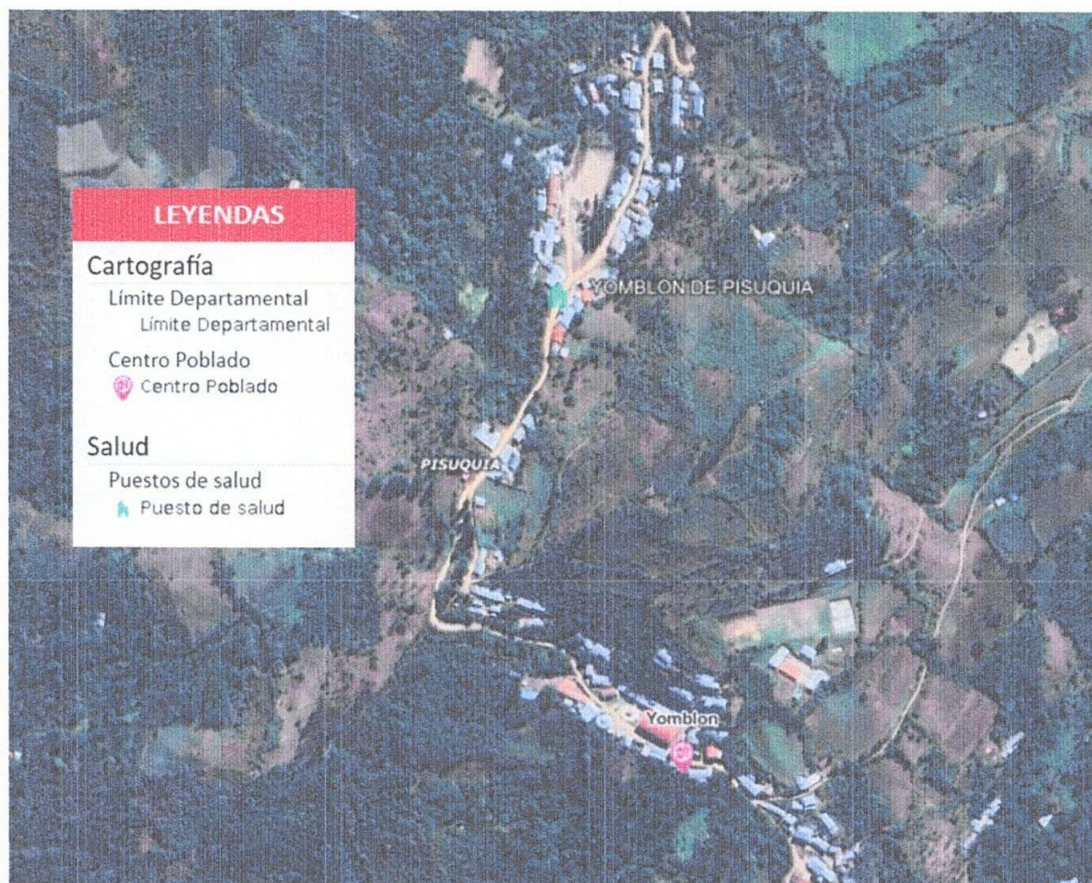 LEYENDAS
Cartografía
Límite Departamental
Límite Departamental
Centro Poblado
Centro Poblado
Salud
Puestos de salud
Puesto de salud
YOMBLON DE PISUQUIA
PISUQUIA
Yomblon